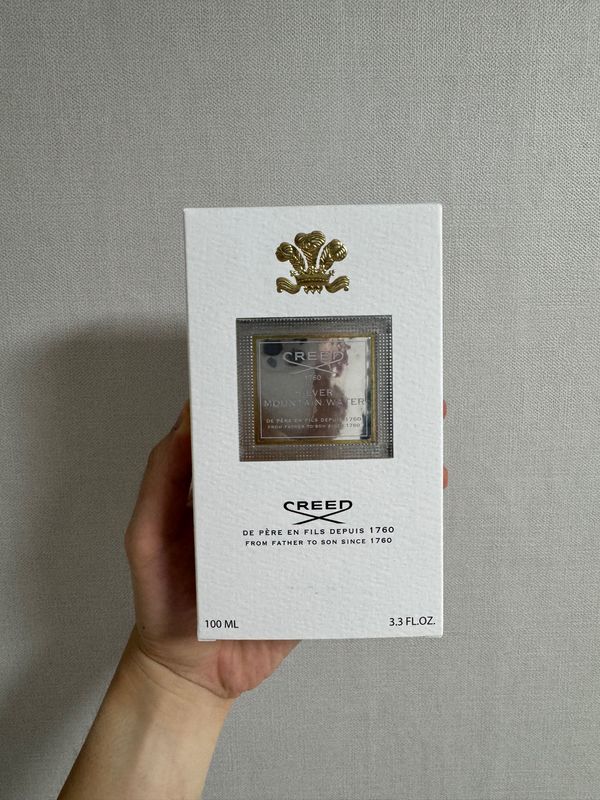 CREED
1760
SILVER
MOUNTAIN WATER
DE PÈRE EN FILS DEPUIS 1760
FROM FATHER TO SON SINCE 1760
CREED
DE PÈRE EN FILS DEPUIS 1760
FROM FATHER TO SON SINCE 1760
100 ML
3.3 FL.OZ.